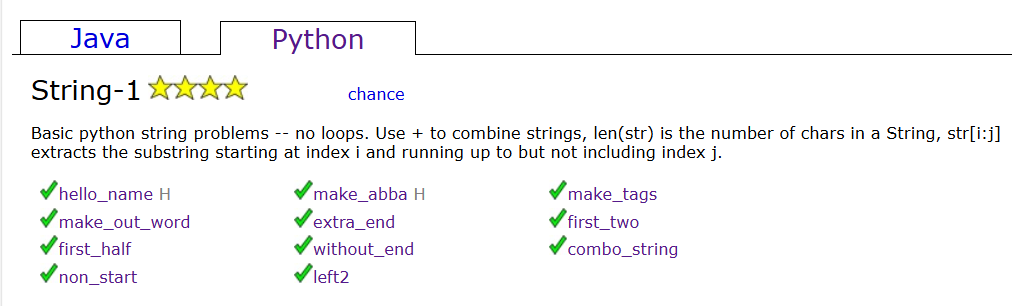 Java Python
String-1 chance
Basic python string problems -- no loops. Use + to combine strings, len(str) is the number of chars in a String, str[i:j]
extracts the substring starting at index i and running up to but not including index j.
hello_name H make_abba H make_tags
make_out_word extra_end first_two
first_half without_end combo_string
non_start left2